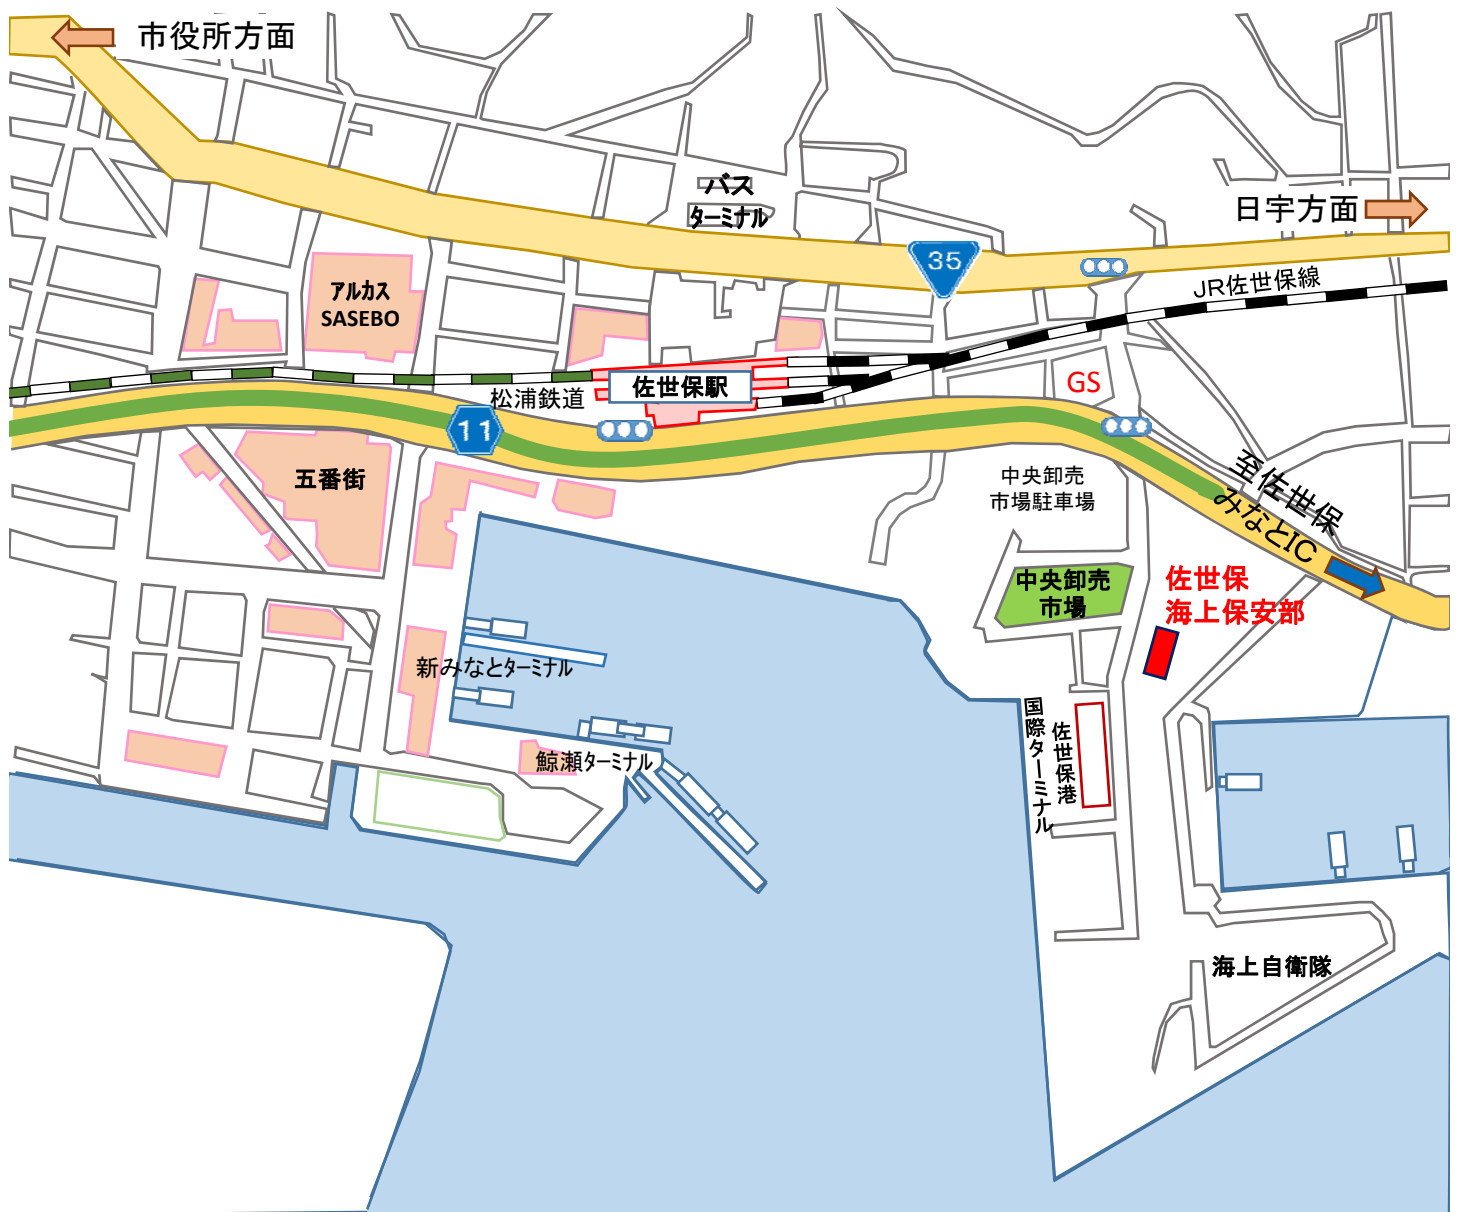 市役所方面
バス
ターミナル
日宇方面
35
JR佐世保線
アルカス
SASEBO
佐世保駅
GS
松浦鉄道
11
五番街
中央卸売
市場駐車場
至佐世保
みなとIC
中央卸売
市場
佐世保
海上保安部
新みなとターミナル
鯨瀬ターミナル
佐世保港
国際ターミナル
海上自衛隊